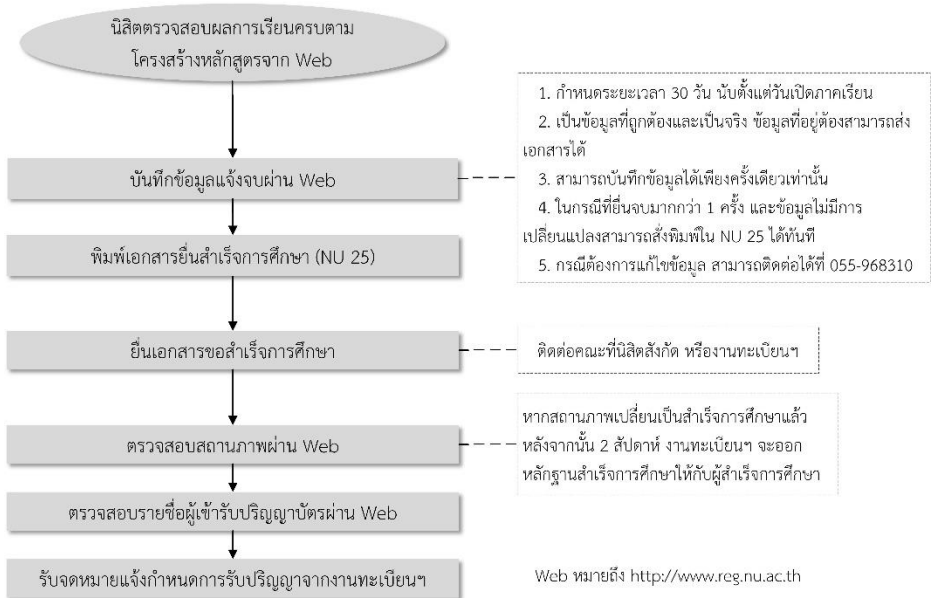 นิสิตตรวจสอบผลการเรียนครบตาม
โครงสร้างหลักสูตรจาก Web
บันทึกข้อมูลแจ้งจบผ่าน Web
1. กำหนดระยะเวลา 30 วัน นับตั้งแต่วันเปิดภาคเรียน
2. เป็นข้อมูลที่ถูกต้องและเป็นจริง ข้อมูลที่อยู่ต้องสามารถส่ง
เอกสารได้
3. สามารถบันทึกข้อมูลได้เพียงครั้งเดียวเท่านั้น
4. ในกรณีที่ยื่นจบมากกว่า 1 ครั้ง และข้อมูลไม่มีการ
เปลี่ยนแปลงสามารถสั่งพิมพ์ใน NU 25 ได้ทันที
5. กรณีต้องการแก้ไขข้อมูล สามารถติดต่อได้ที่ 055-968310
พิมพ์เอกสารยื่นสำเร็จการศึกษา (NU 25)
ยื่นเอกสารขอสำเร็จการศึกษา
ติดต่อคณะที่นิสิตสังกัด หรืองานทะเบียนฯ
ตรวจสอบสถานภาพผ่าน Web
หากสถานภาพเปลี่ยนเป็นสำเร็จการศึกษาแล้ว
หลังจากนั้น 2 สัปดาห์ งานทะเบียนฯ จะออก
หลักฐานสำเร็จการศึกษาให้กับผู้สำเร็จการศึกษา
ตรวจสอบรายชื่อผู้เข้ารับปริญญาบัตรผ่าน Web
รับจดหมายแจ้งกำหนดการรับปริญญาจากงานทะเบียนฯ
Web หมายถึง http://www.reg.nu.ac.th